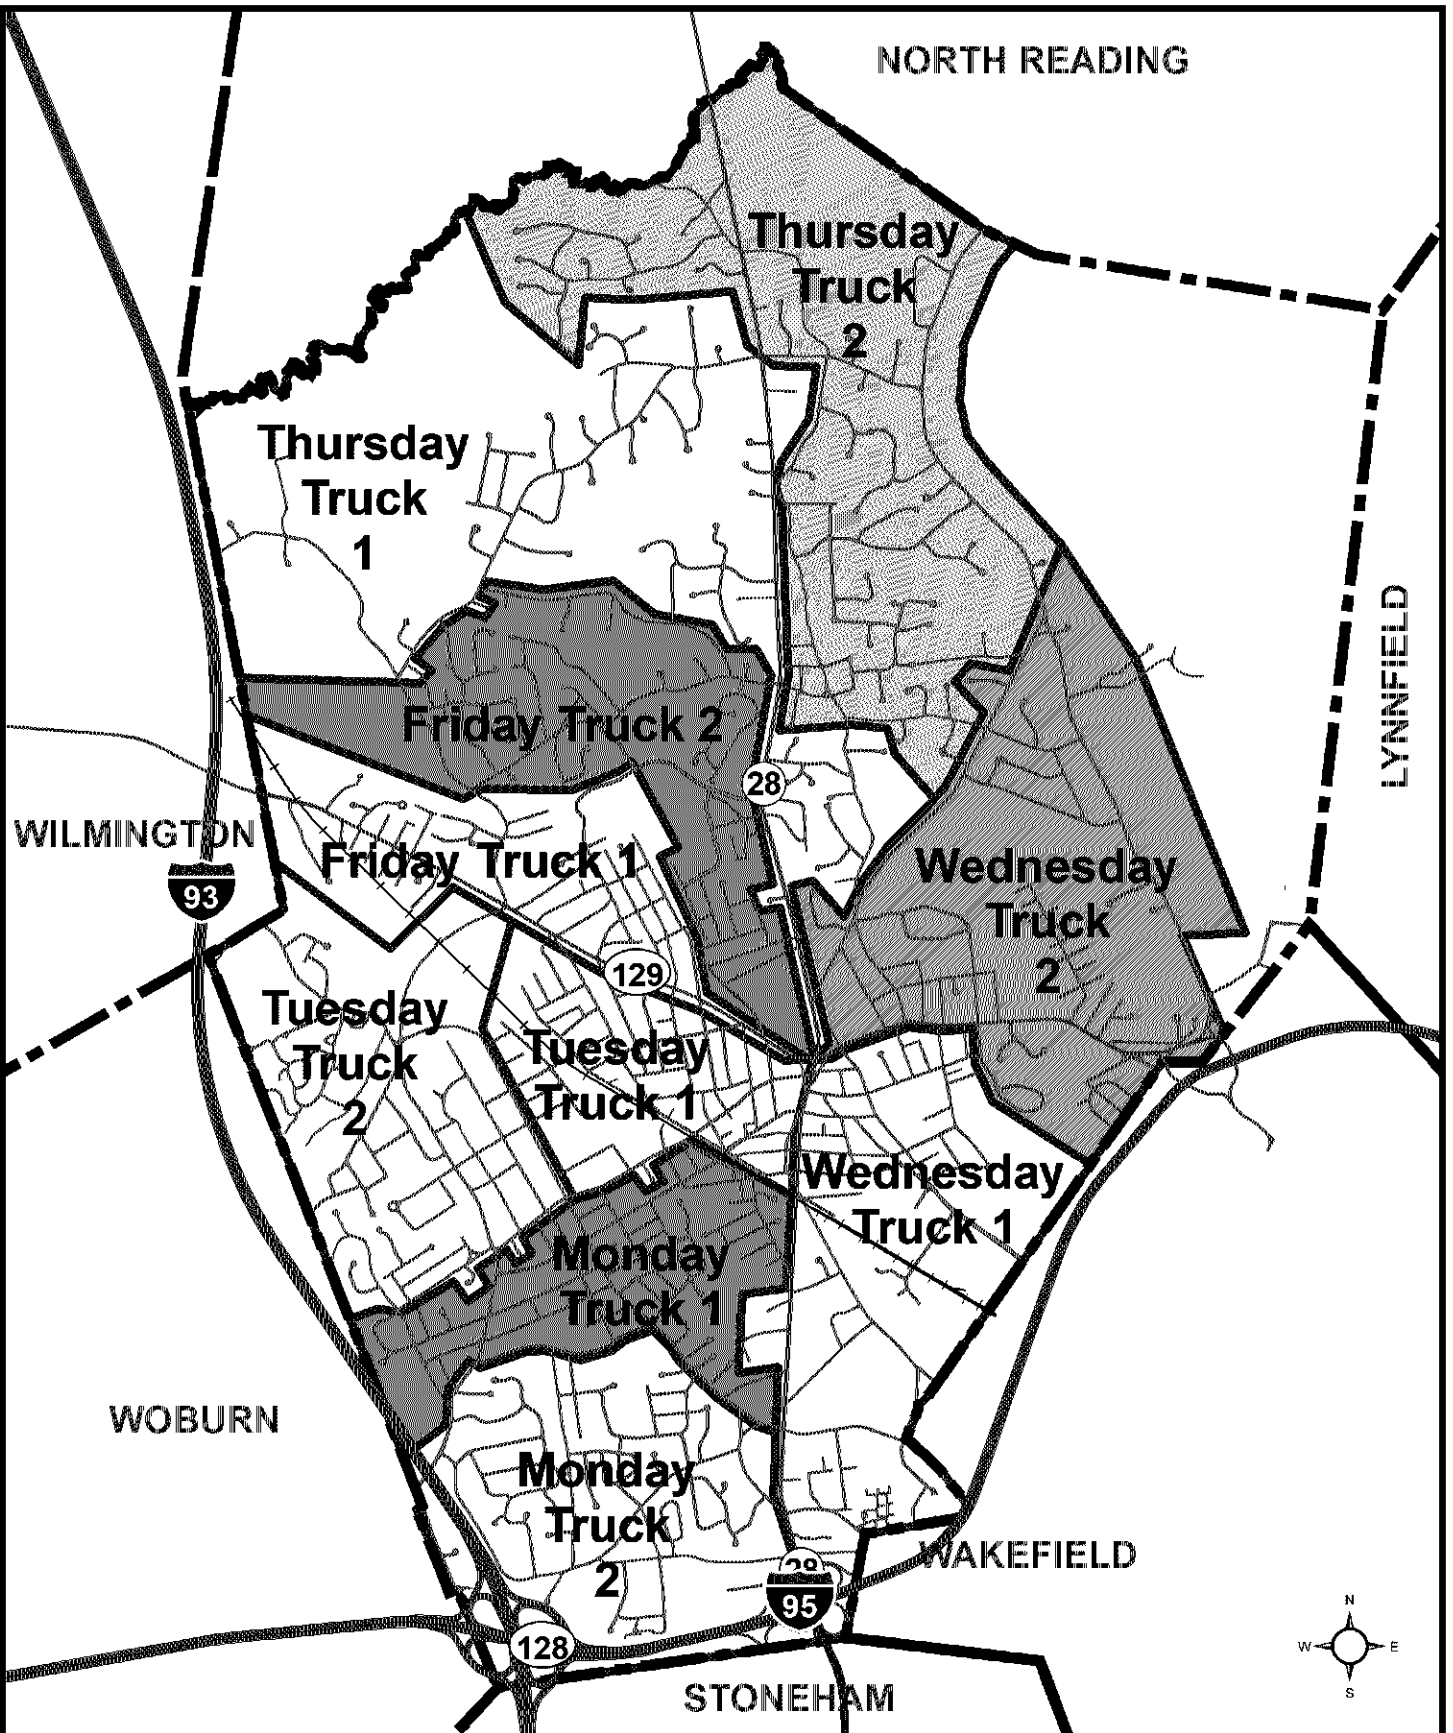 NORTH READING
Thursday
Truck
2
Thursday
Truck
1
LYNNFIELD
Friday Truck 2
28
WILMINGTON
Friday Truck 1
93
Wednesday
Truck
2
129
Tuesday
Truck
2
Tuesday
Truck 1
Wednesday
Truck 1
Monday
Truck 1
WOBURN
Monday
Truck
2
WAKEFIELD
28
95
128
STONEHAM
N
W E
S